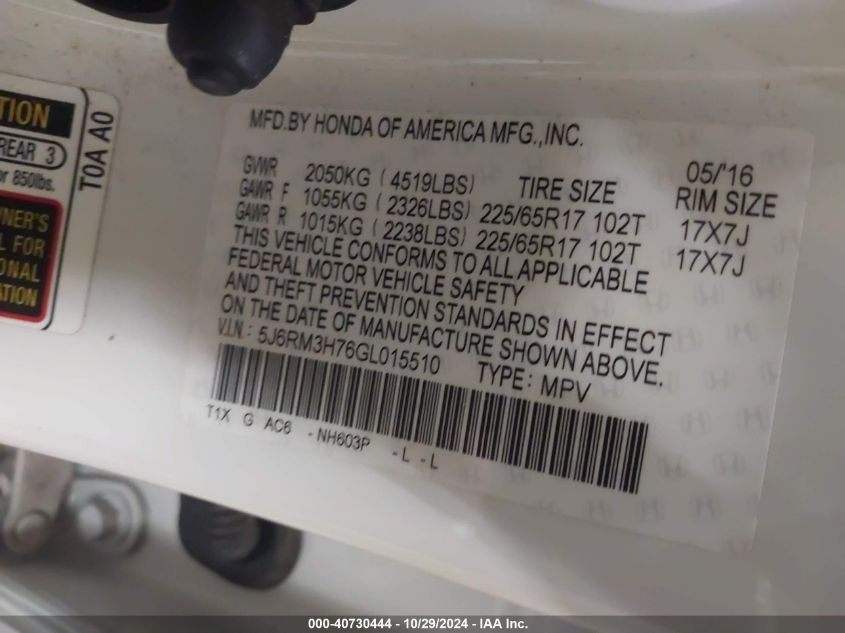 TION
REAR 3
or 850lbs.
WNER'S
L FOR
ONAL
ATION
T0A A0
MFD.BY HONDA OF AMERICA MFG.,INC.
05/'16
GVWR 2050KG ( 4519LBS) TIRE SIZE RIM SIZE
GAWR F 1055KG ( 2326LBS) 225/65R17 102T 17X7J
GAWR R 1015KG ( 2238LBS) 225/65R17 102T 17X7J
THIS VEHICLE CONFORMS TO ALL APPLICABLE
FEDERAL MOTOR VEHICLE SAFETY
AND THEFT PREVENTION STANDARDS IN EFFECT
ON THE DATE OF MANUFACTURE SHOWN ABOVE.
V.I.N.: 5J6RM3H76GL015510 TYPE: MPV
T1X G AC6 - NH603P - L - L
000-40730444 - 10/29/2024 - IAA Inc.